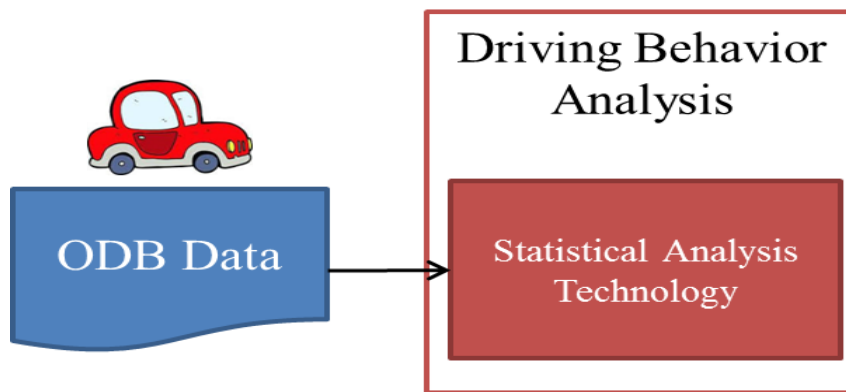 Driving Behavior
Analysis
ODB Data
Statistical Analysis
Technology